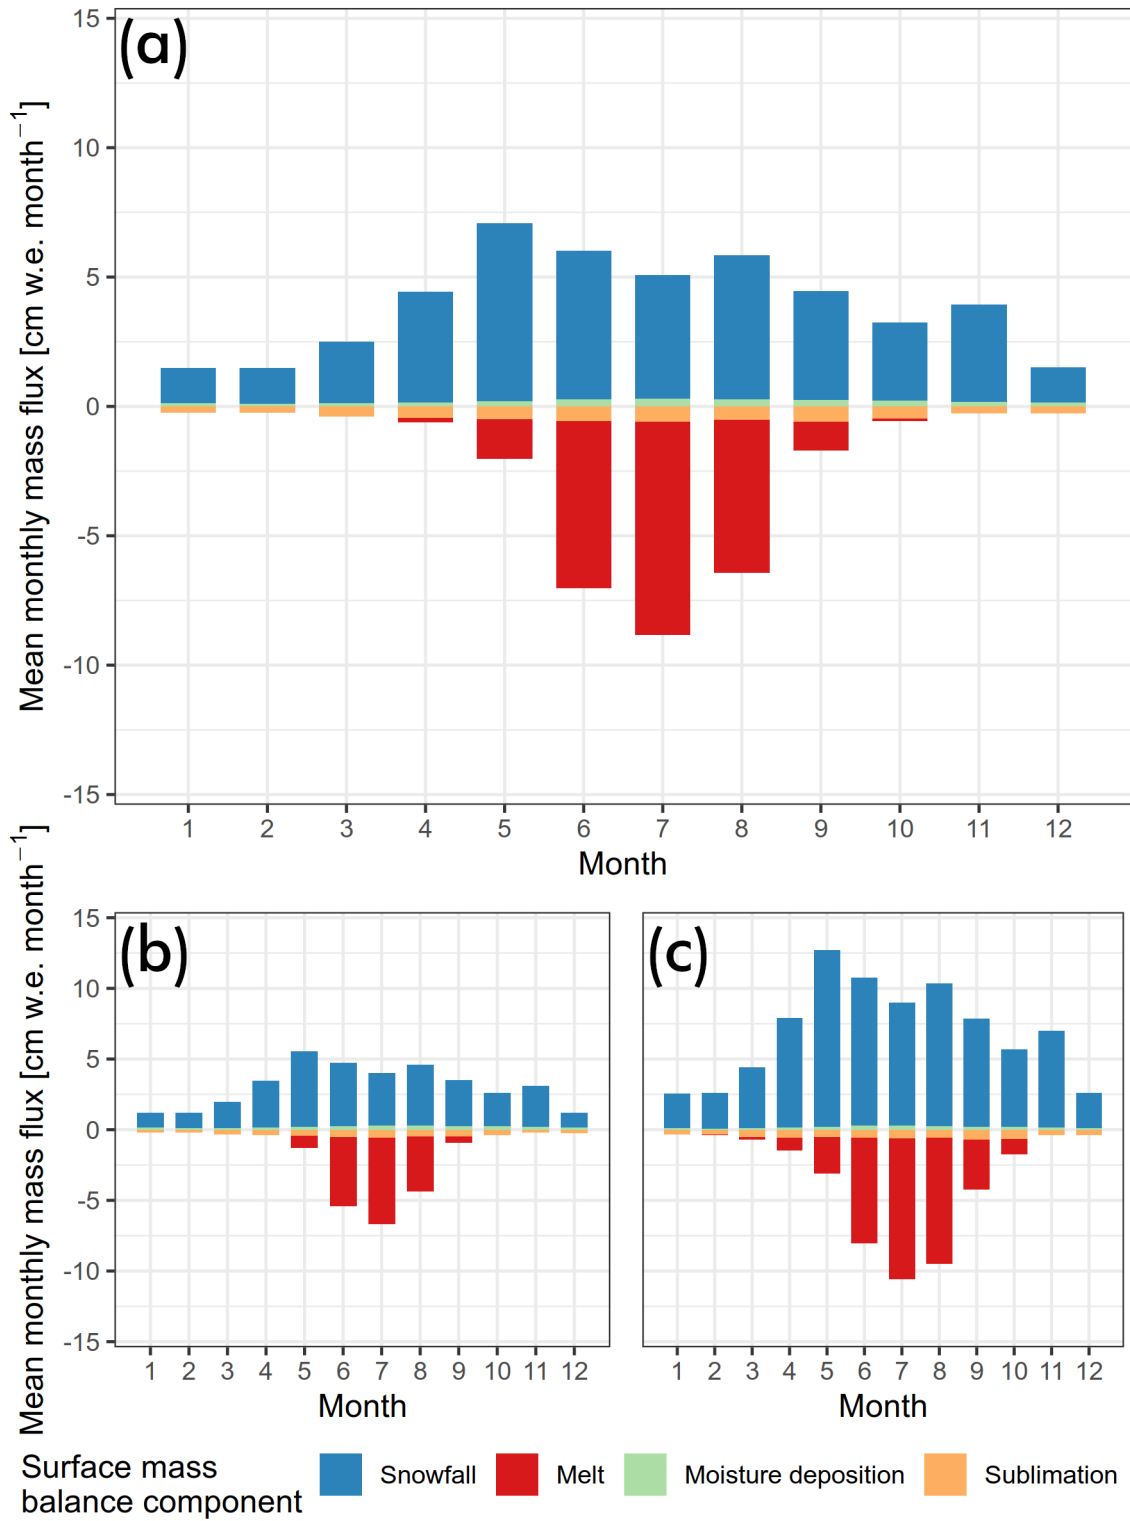 (a)
Mean monthly mass flux [cm w.e. month⁻¹]
15
10
5
0
-5
-10
-15
1 2 3 4 5 6 7 8 9 10 11 12
Month
(b)
Mean monthly mass flux [cm w.e. month⁻¹]
15
10
5
0
-5
-10
-15
1 2 3 4 5 6 7 8 9 10 11 12
Month
(c)
1 2 3 4 5 6 7 8 9 10 11 12
Month
Surface mass
balance component
Snowfall
Melt
Moisture deposition
Sublimation